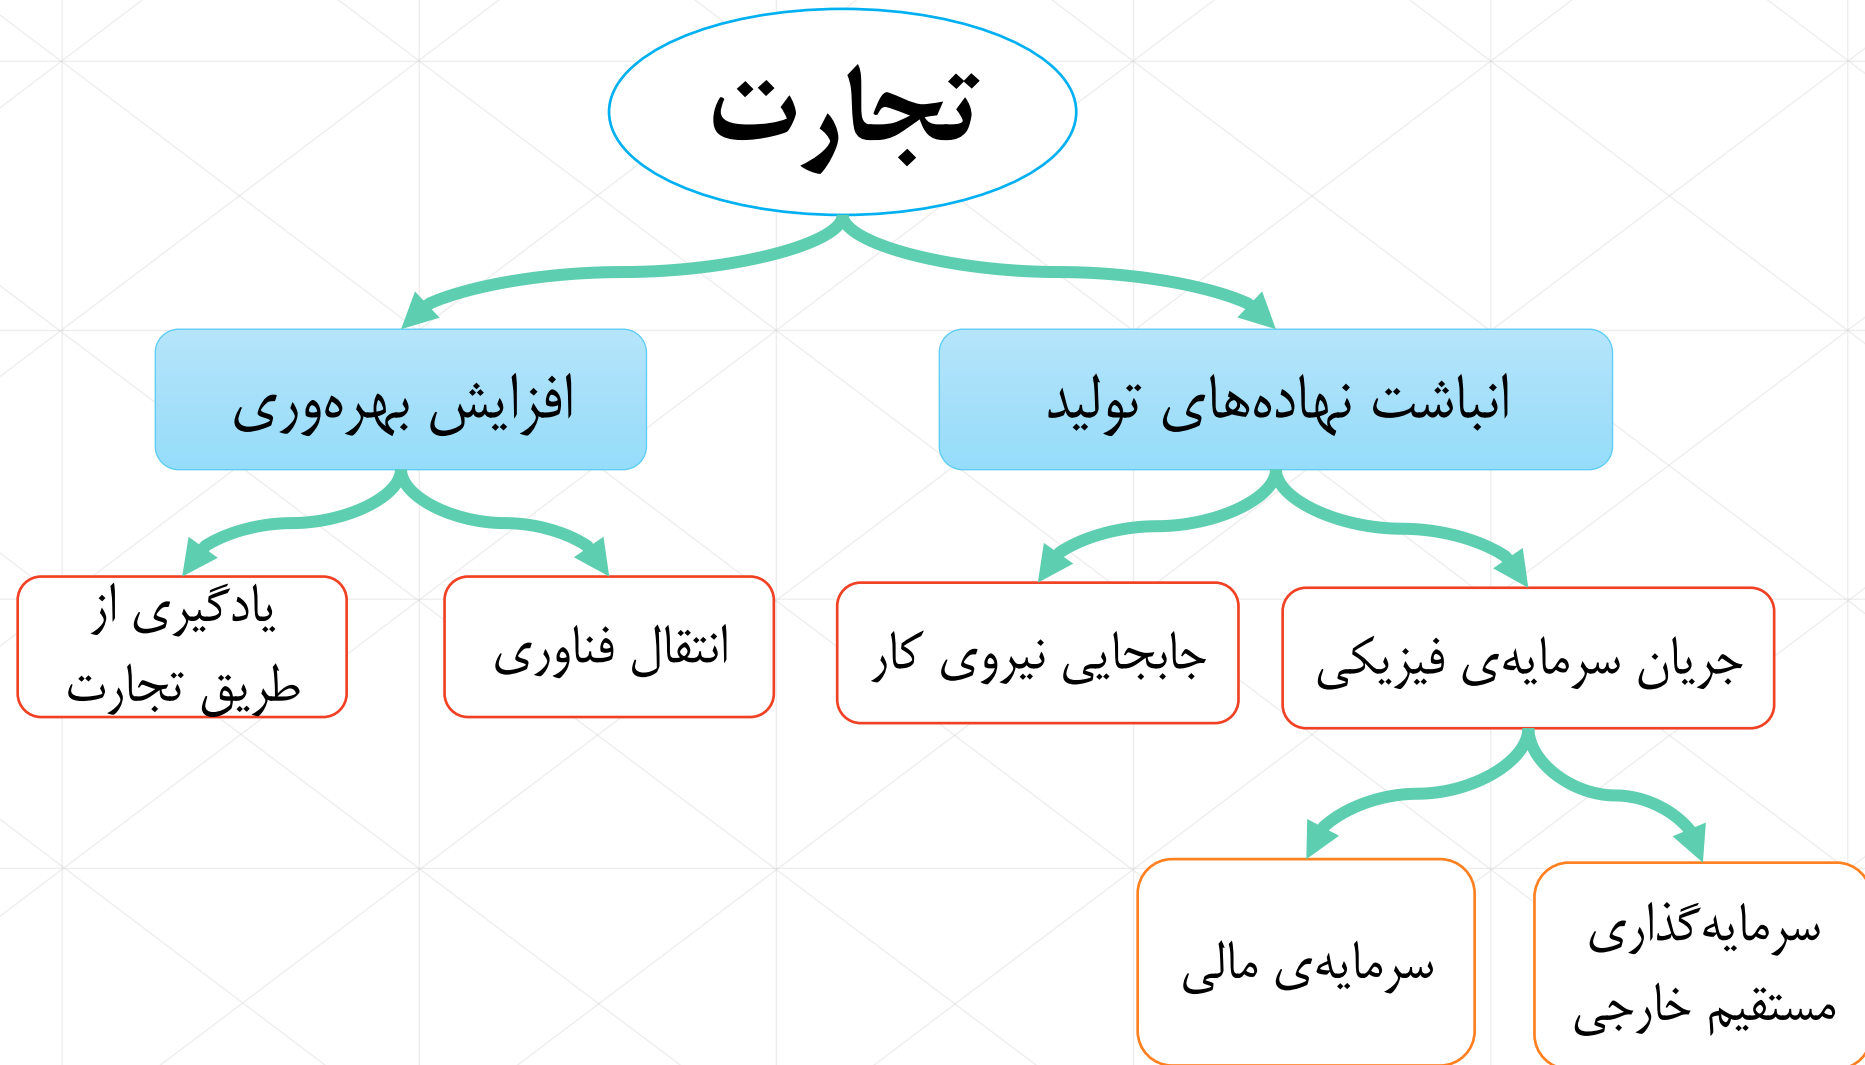 تجارت
انباشت نهاده‌های تولید
افزایش بهره‌وری
جریان سرمایه‌ی فیزیکی
جابجایی نیروی کار
انتقال فناوری
یادگیری از
طریق تجارت
سرمایه‌گذاری
مستقیم خارجی
سرمایه‌ی مالی